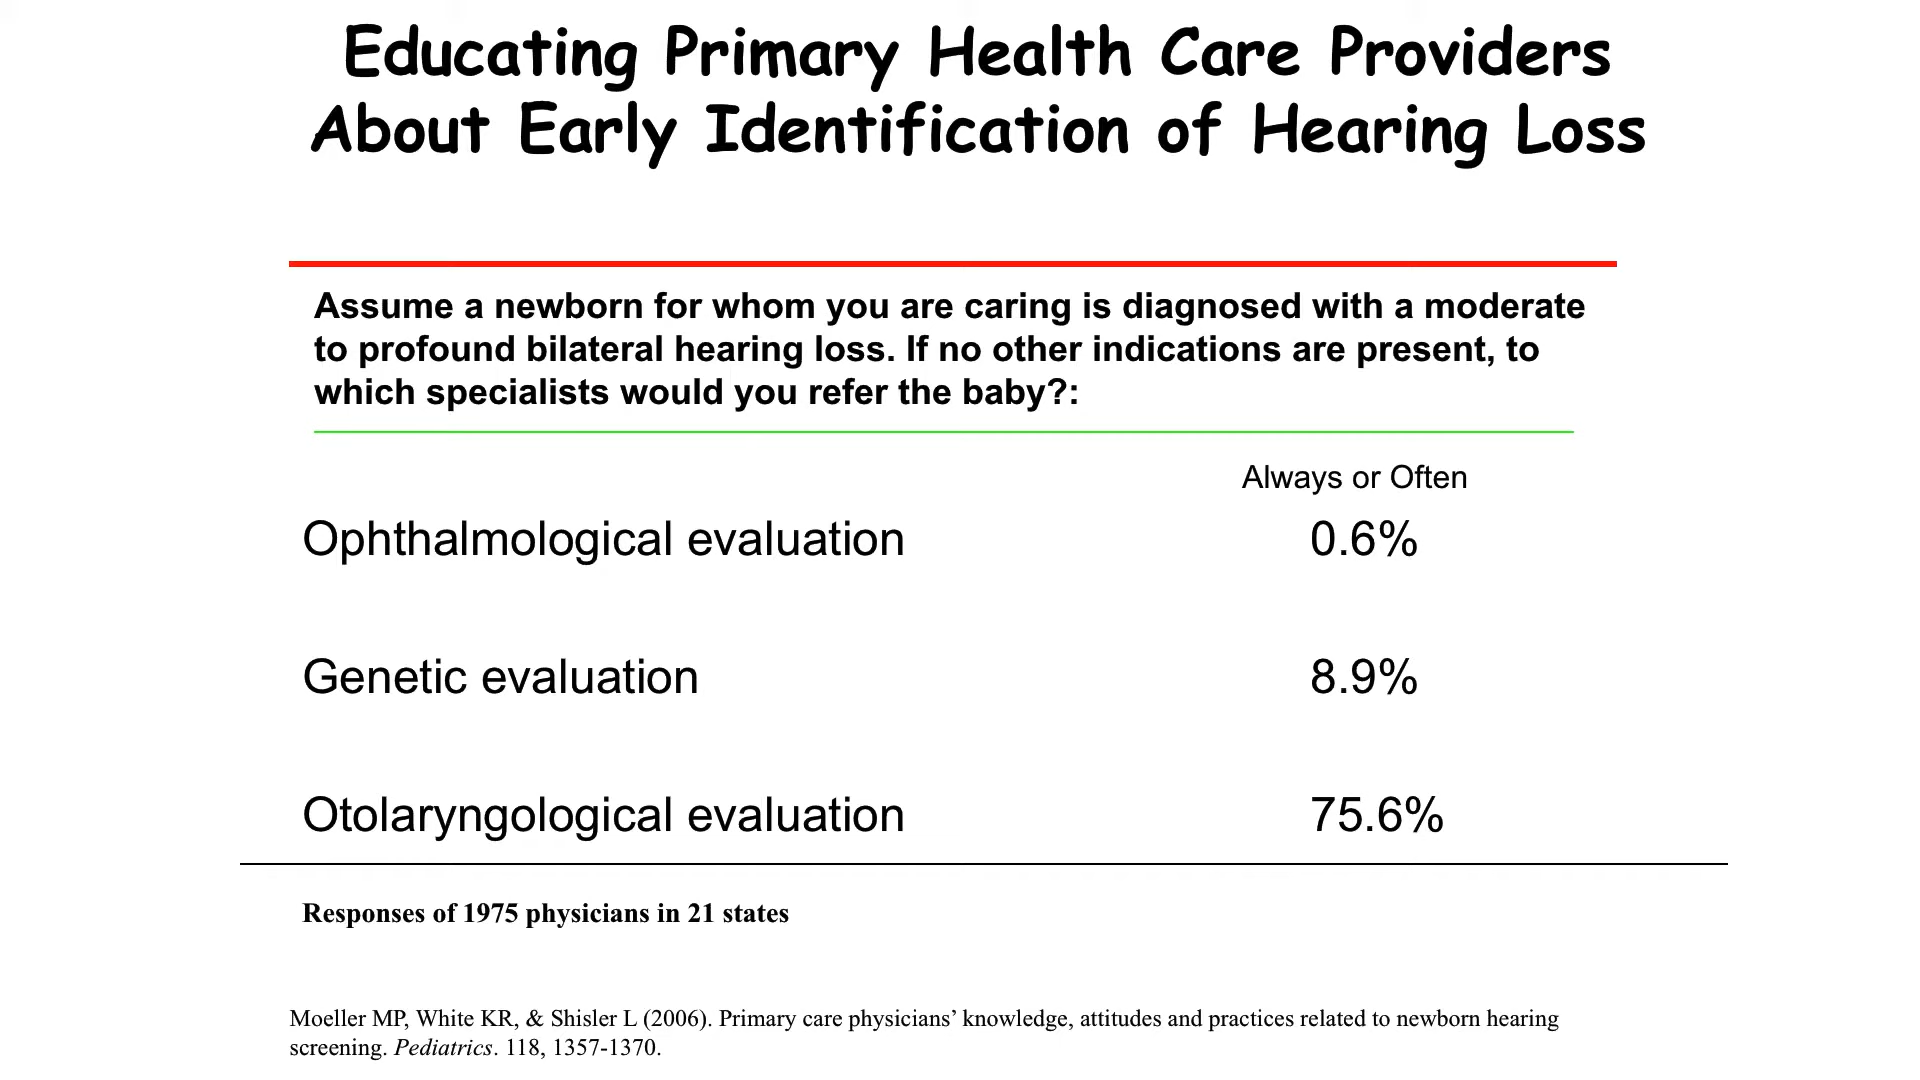 Educating Primary Health Care Providers
About Early Identification of Hearing Loss
Assume a newborn for whom you are caring is diagnosed with a moderate
to profound bilateral hearing loss. If no other indications are present, to
which specialists would you refer the baby?:
Always or Often
Ophthalmological evaluation 0.6%
Genetic evaluation 8.9%
Otolaryngological evaluation 75.6%
Responses of 1975 physicians in 21 states
Moeller MP, White KR, & Shisler L (2006). Primary care physicians’ knowledge, attitudes and practices related to newborn hearing
screening. Pediatrics. 118, 1357-1370.